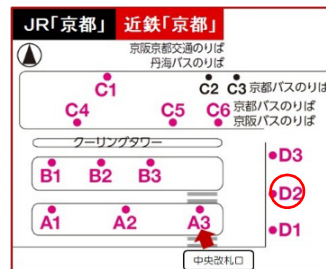 JR「京都」 近鉄「京都」
京阪京都交通のりば
丹海バスのりば
C1
C2 C3 京都バスのりば
C4 C5 C6 京都バスのりば
京阪バスのりば
クーリングタワー
B1 B2 B3
D3
D2
A1 A2 A3
D1
中央改札口